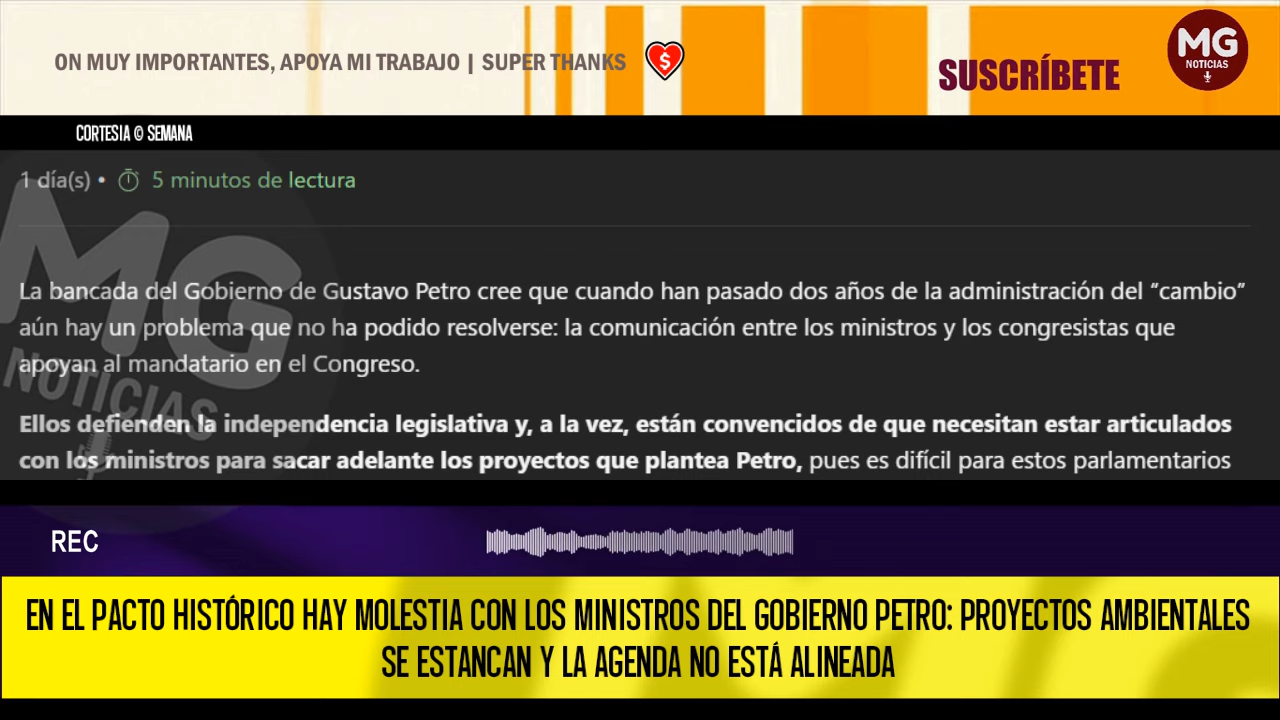 ON MUY IMPORTANTES, APOYA MI TRABAJO | SUPER THANKS
$
SUSCRÍBETE
MG
NOTICIAS
CORTESIA © SEMANA
1 día(s) • 5 minutos de lectura
La bancada del Gobierno de Gustavo Petro cree que cuando han pasado dos años de la administración del “cambio”
aún hay un problema que no ha podido resolverse: la comunicación entre los ministros y los congresistas que
apoyan al mandatario en el Congreso.
Ellos defienden la independencia legislativa y, a la vez, están convencidos de que necesitan estar articulados
con los ministros para sacar adelante los proyectos que plantea Petro, pues es difícil para estos parlamentarios
MG
NOTICIAS
REC
EN EL PACTO HISTÓRICO HAY MOLESTIA CON LOS MINISTROS DEL GOBIERNO PETRO: PROYECTOS AMBIENTALES
SE ESTANCAN Y LA AGENDA NO ESTÁ ALINEADA